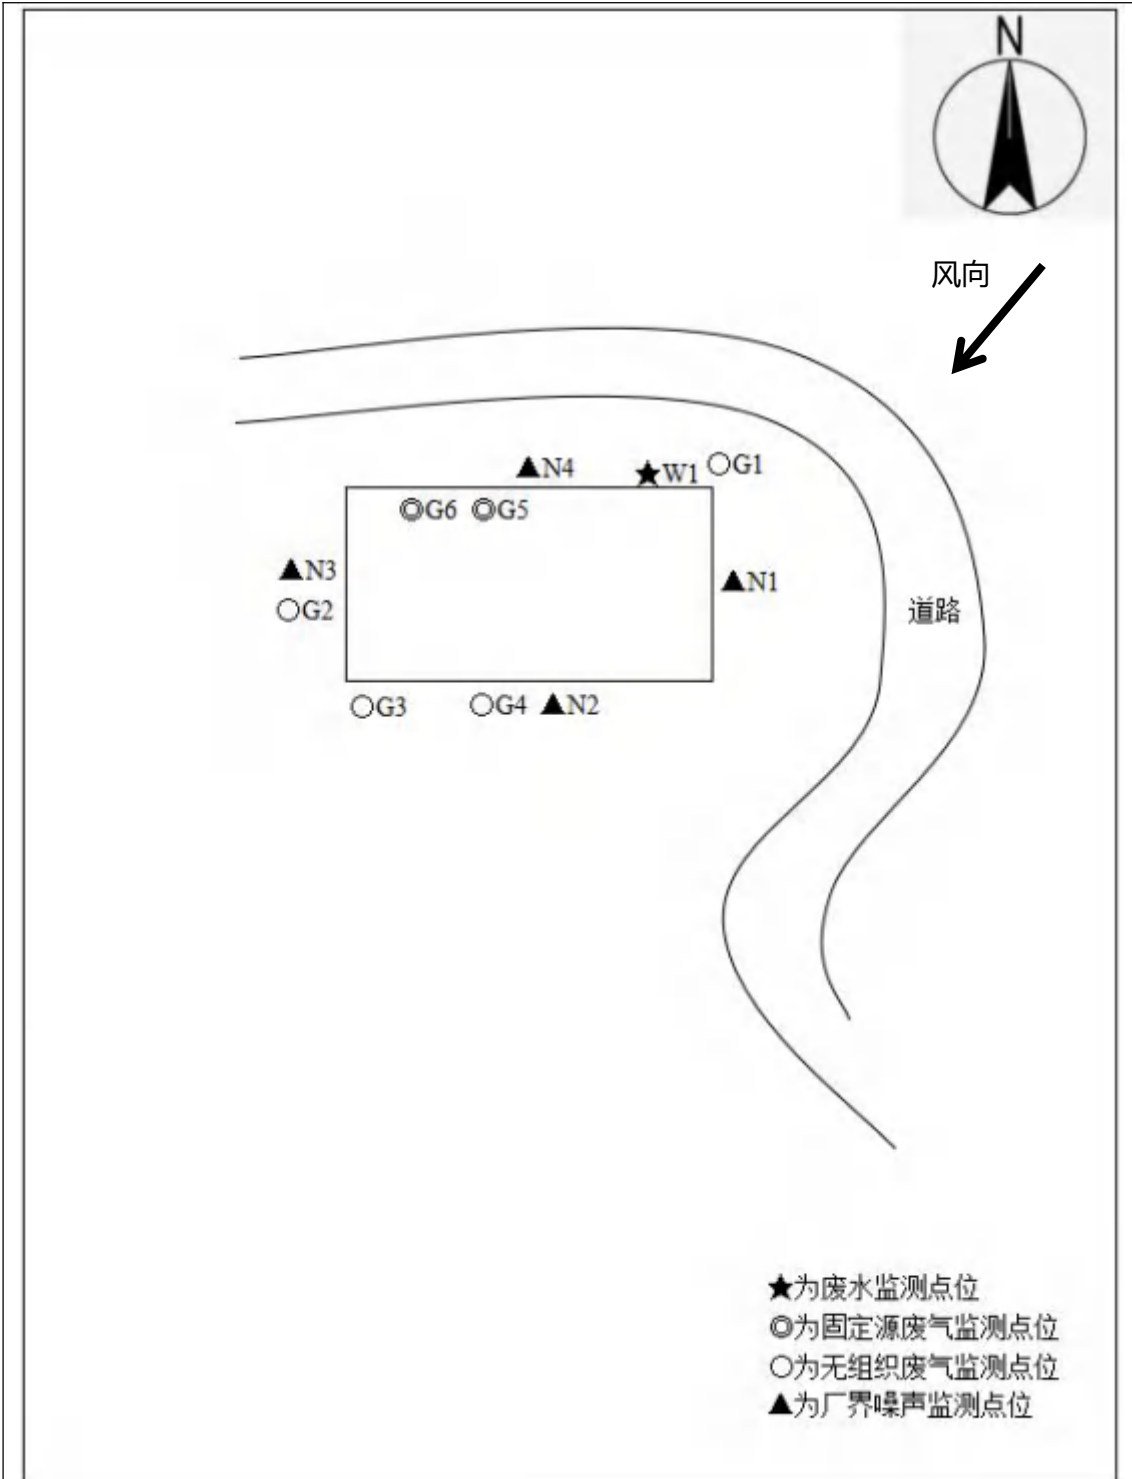 N
风向
▲N4
★W1
○G1
◎G6
◎G5
▲N3
▲N1
○G2
道路
○G3
○G4
▲N2
★为废水监测点位
◎为固定源废气监测点位
○为无组织废气监测点位
▲为厂界噪声监测点位